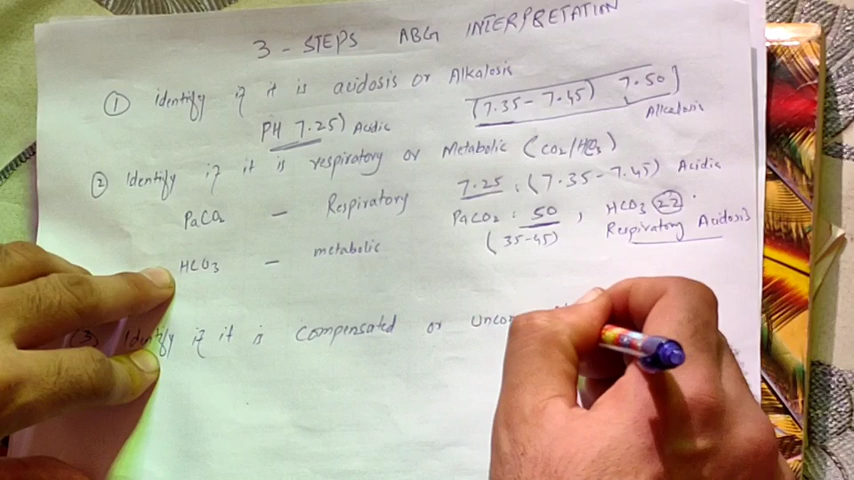 3 - STEPS ABG INTERPRETATION
① identify if it is acidosis or Alkalosis
(7.35 - 7.45) 7.50)
PH 7.25) Acidic
Alkalosis
② Identify if it is respiratory or Metabolic (CO2/HCO3)
PaCO2 - Respiratory
7.25 : (7.35 - 7.45) Acidic
PaCO2 : 50, HCO3 22.
(35-45) Respiratory Acidosis
HCO3 - metabolic
(3) Identify if it is compensated or